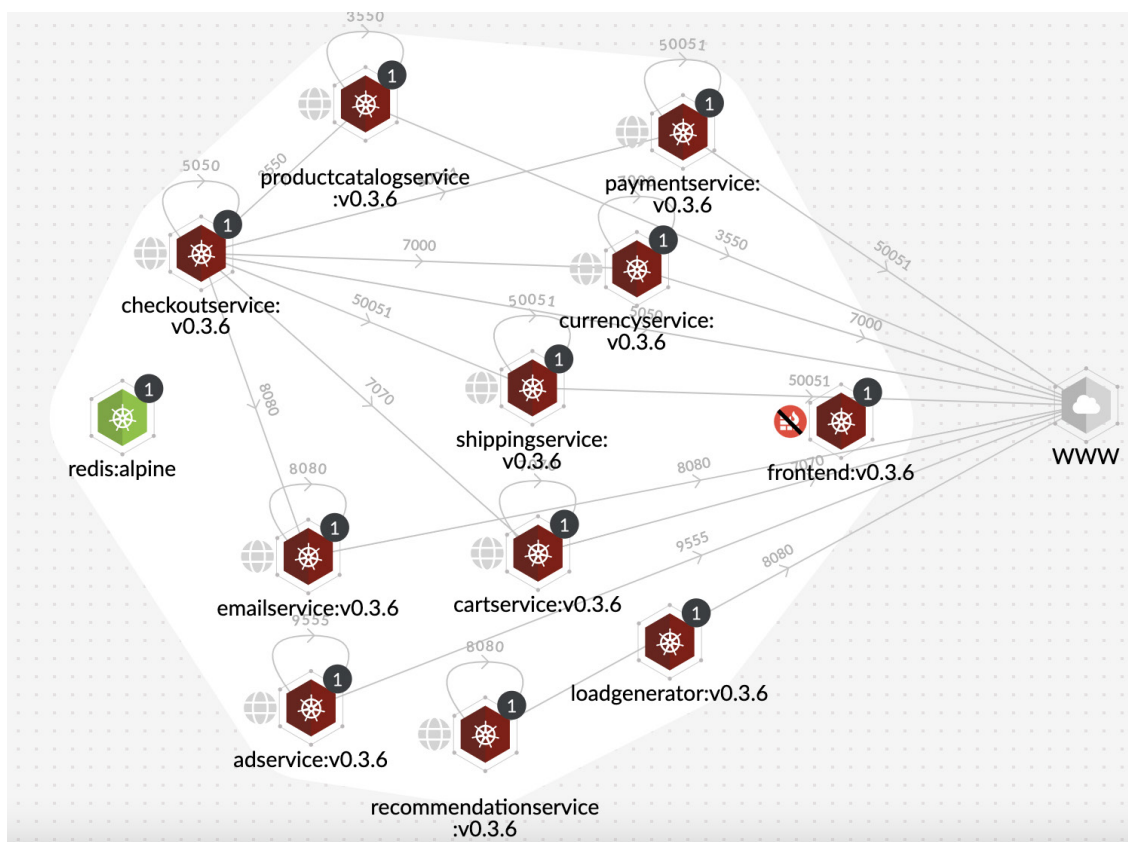 3550
1
productcatalogservice
:v0.3.6
50051
1
paymentservice:
v0.3.6
5050
1
checkoutservice:
v0.3.6
3550
7000
1
currencyservice:
v0.3.6
7000
50051
50051
1
shippingservice:
v0.3.6
5050
3550
50051
7000
50051
1
redis:alpine
1
frontend:v0.3.6
WWW
8080
7070
8080
1
emailservice:v0.3.6
1
cartservice:v0.3.6
8080
7070
9555
8080
9555
1
adservice:v0.3.6
8080
1
recommendationservice
:v0.3.6
1
loadgenerator:v0.3.6